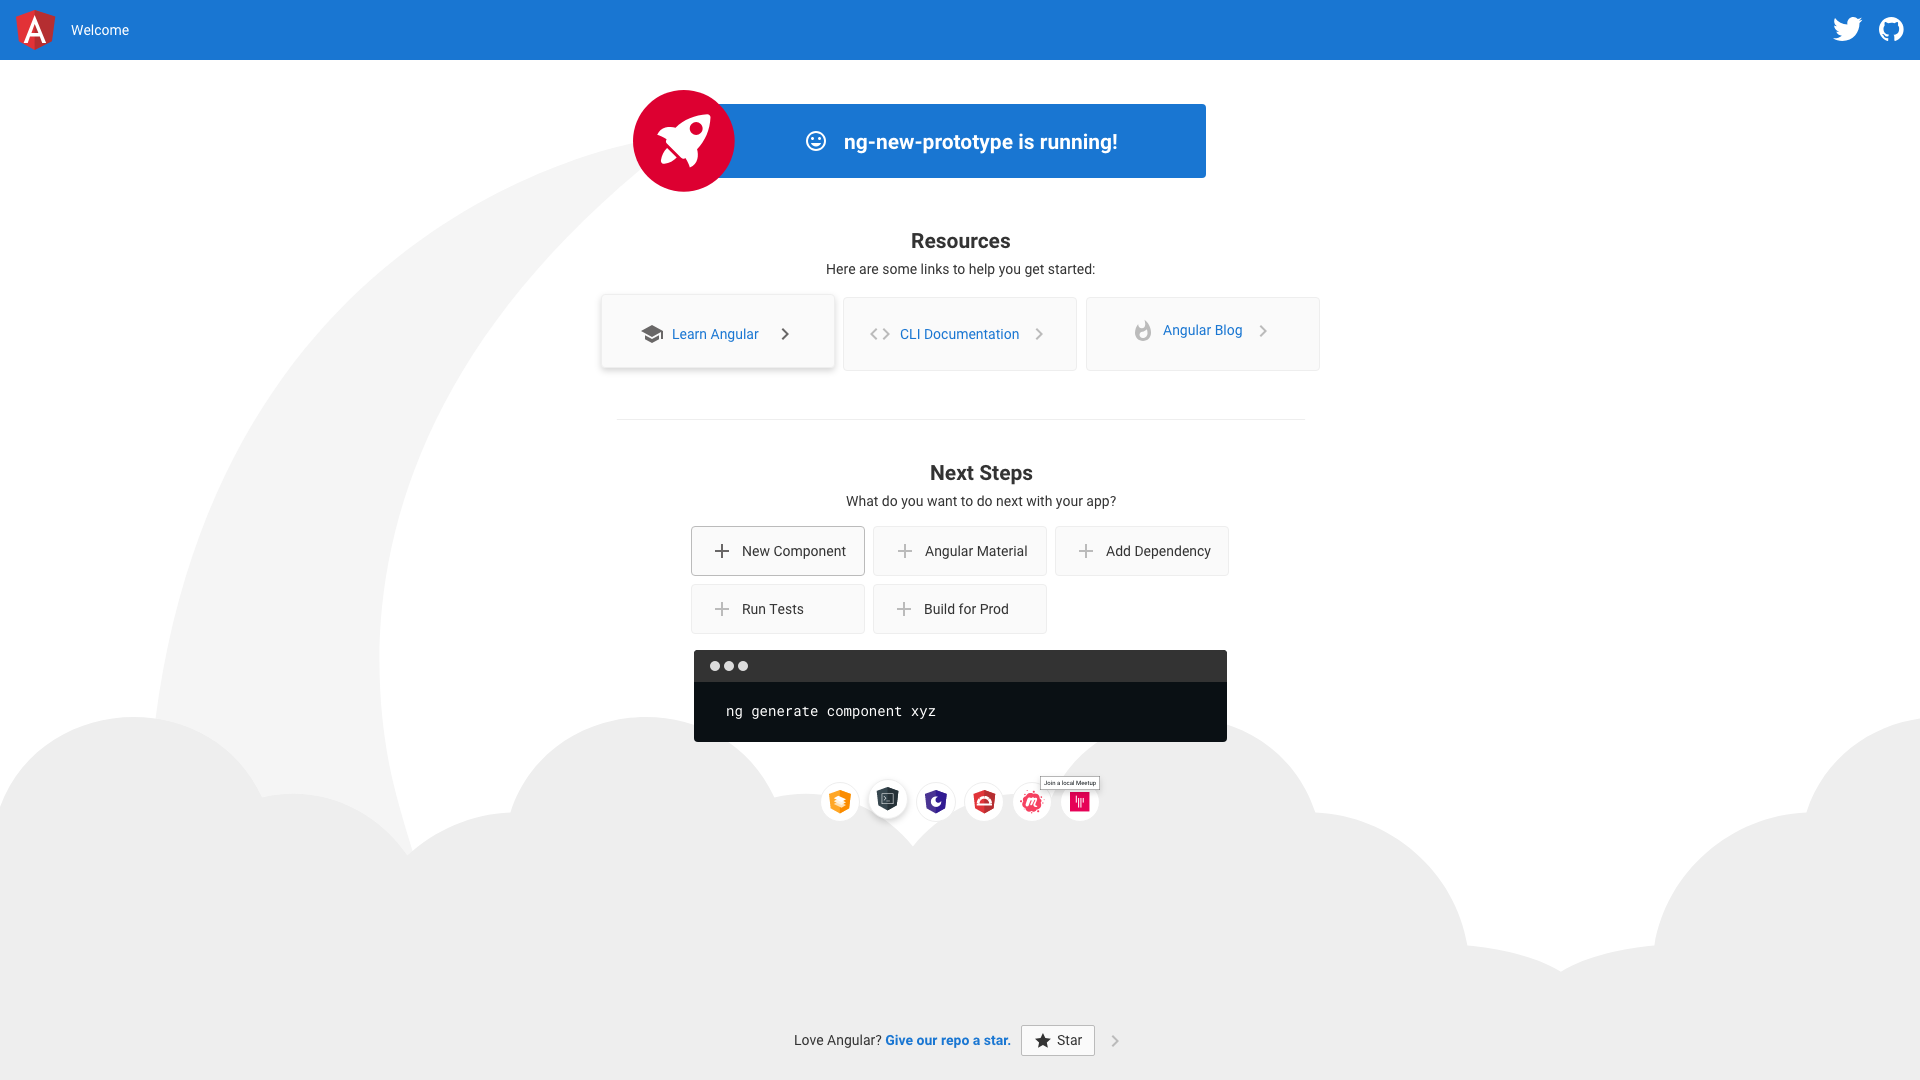 Welcome
ng-new-prototype is running!
Resources
Here are some links to help you get started:
Learn Angular
CLI Documentation
Angular Blog
Next Steps
What do you want to do next with your app?
New Component
Angular Material
Add Dependency
Run Tests
Build for Prod
ng generate component xyz
Join a local Meetup
Love Angular? Give our repo a star.
Star